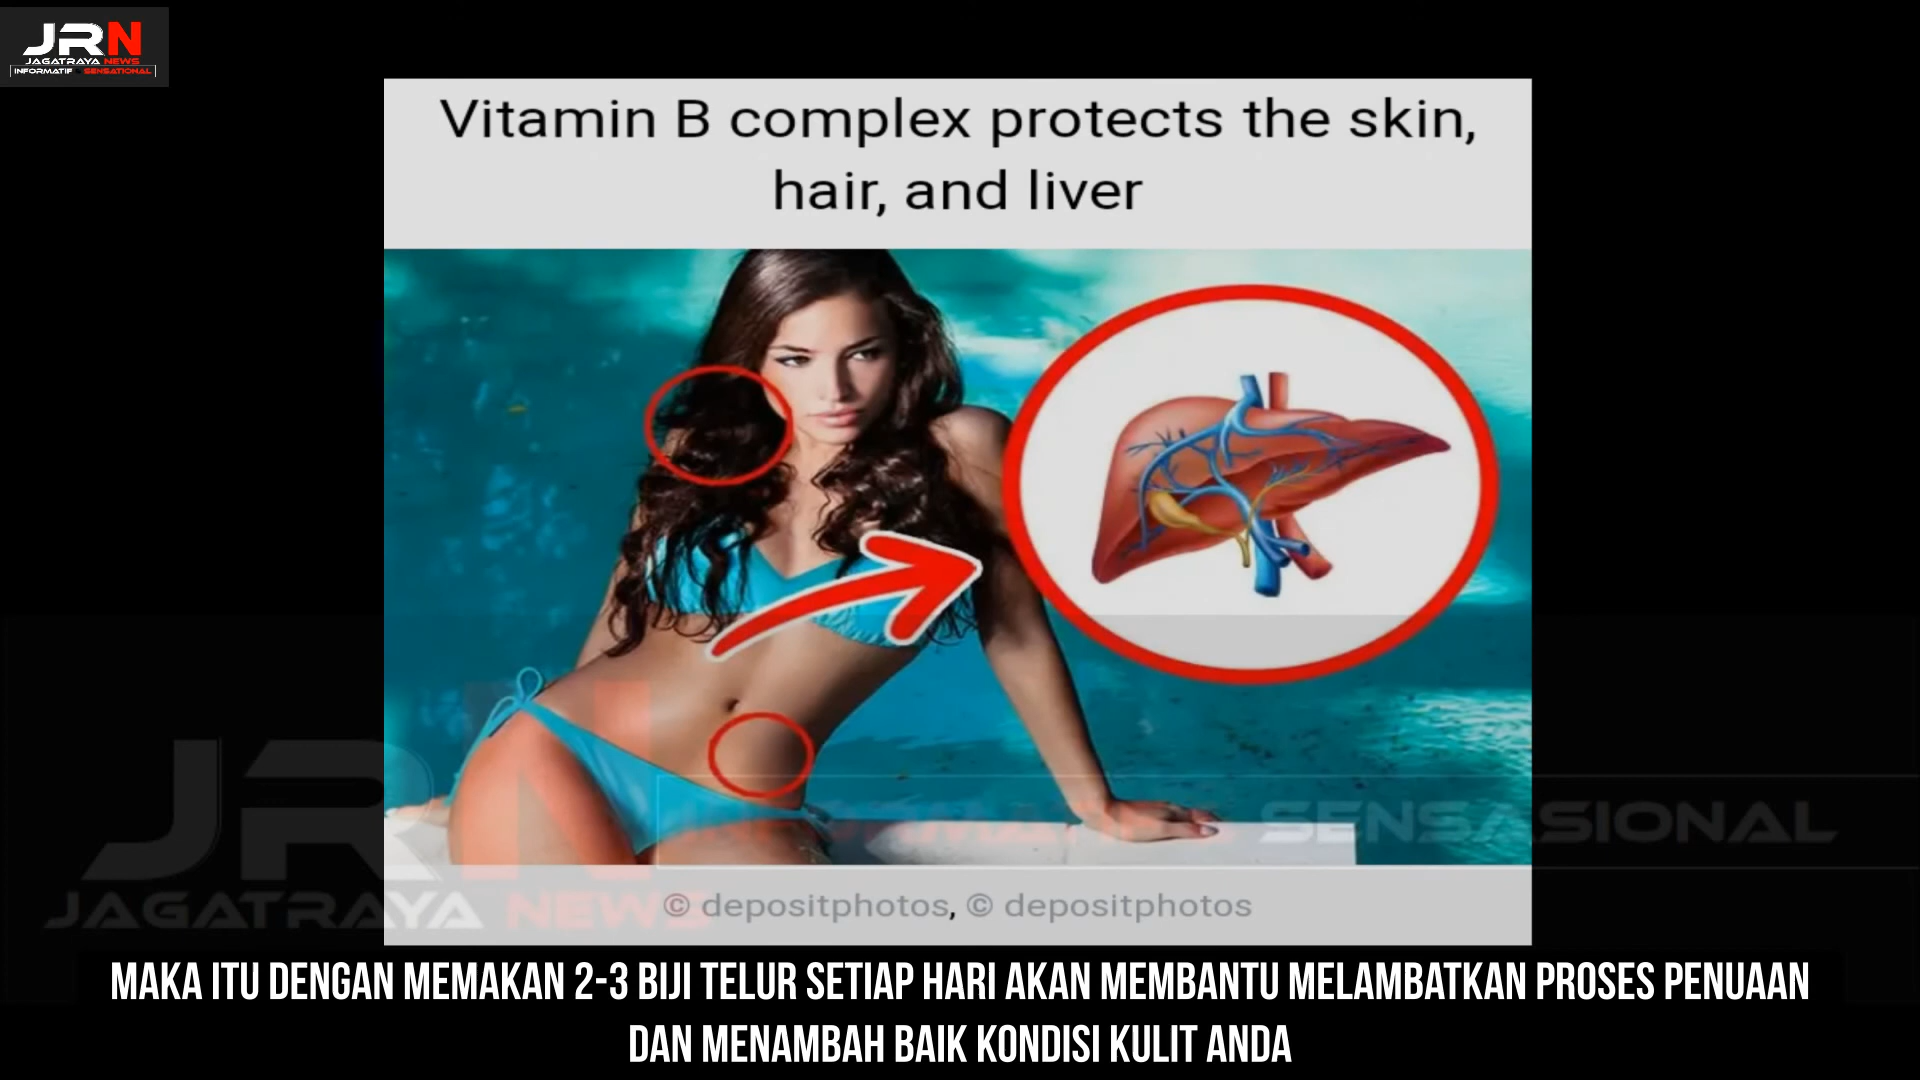 JRN
JAGATRAYA NEWS
INFORMATIF & SENSATIONAL
Vitamin B complex protects the skin,
hair, and liver
JRN
INFORMATIF SENSASIONAL
JAGATRAYA NEWS
© depositphotos, © depositphotos
MAKA ITU DENGAN MEMAKAN 2-3 BIJI TELUR SETIAP HARI AKAN MEMBANTU MELAMBATKAN PROSES PENUAAN
DAN MENAMBAH BAIK KONDISI KULIT ANDA